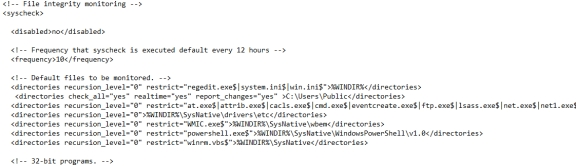 <!-- File integrity monitoring -->
<syscheck>
<disabled>no</disabled>
<!-- Frequency that syscheck is executed default every 12 hours -->
<frequency>10</frequency>
<!-- Default files to be monitored. -->
<directories recursion_level="0" restrict="regedit.exe$|system.ini$|win.ini$">%WINDIR%</directories>
<directories check_all="yes" realtime="yes" report_changes="yes" >C:\Users\Public</directories>
<directories recursion_level="0" restrict="at.exe$|attrib.exe$|cacls.exe$|cmd.exe$|eventcreate.exe$|ftp.exe$|lsass.exe$|net.exe$|net1.exe$
<directories recursion_level="0">%WINDIR%\SysNative\drivers\etc</directories>
<directories recursion_level="0" restrict="WMIC.exe$">%WINDIR%\SysNative\wbem</directories>
<directories recursion_level="0" restrict="powershell.exe$">%WINDIR%\SysNative\WindowsPowerShell\v1.0</directories>
<directories recursion_level="0" restrict="winrm.vbs$">%WINDIR%\SysNative</directories>
<!-- 32-bit programs. -->